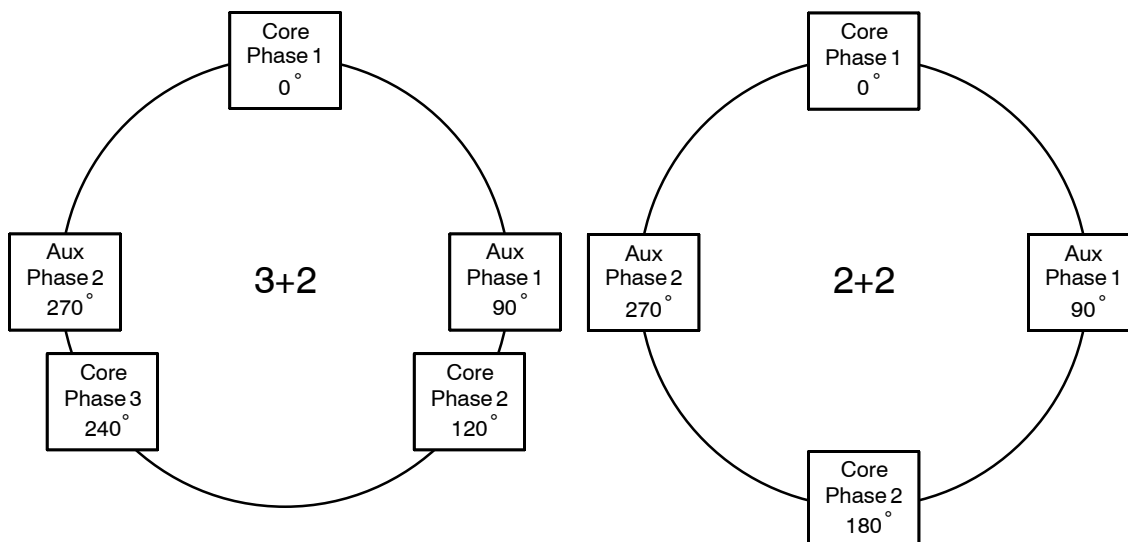 Core
Phase 1
0°
Aux
Phase 2
270°
3+2
Aux
Phase 1
90°
Core
Phase 3
240°
Core
Phase 2
120°
Core
Phase 1
0°
Aux
Phase 2
270°
2+2
Aux
Phase 1
90°
Core
Phase 2
180°